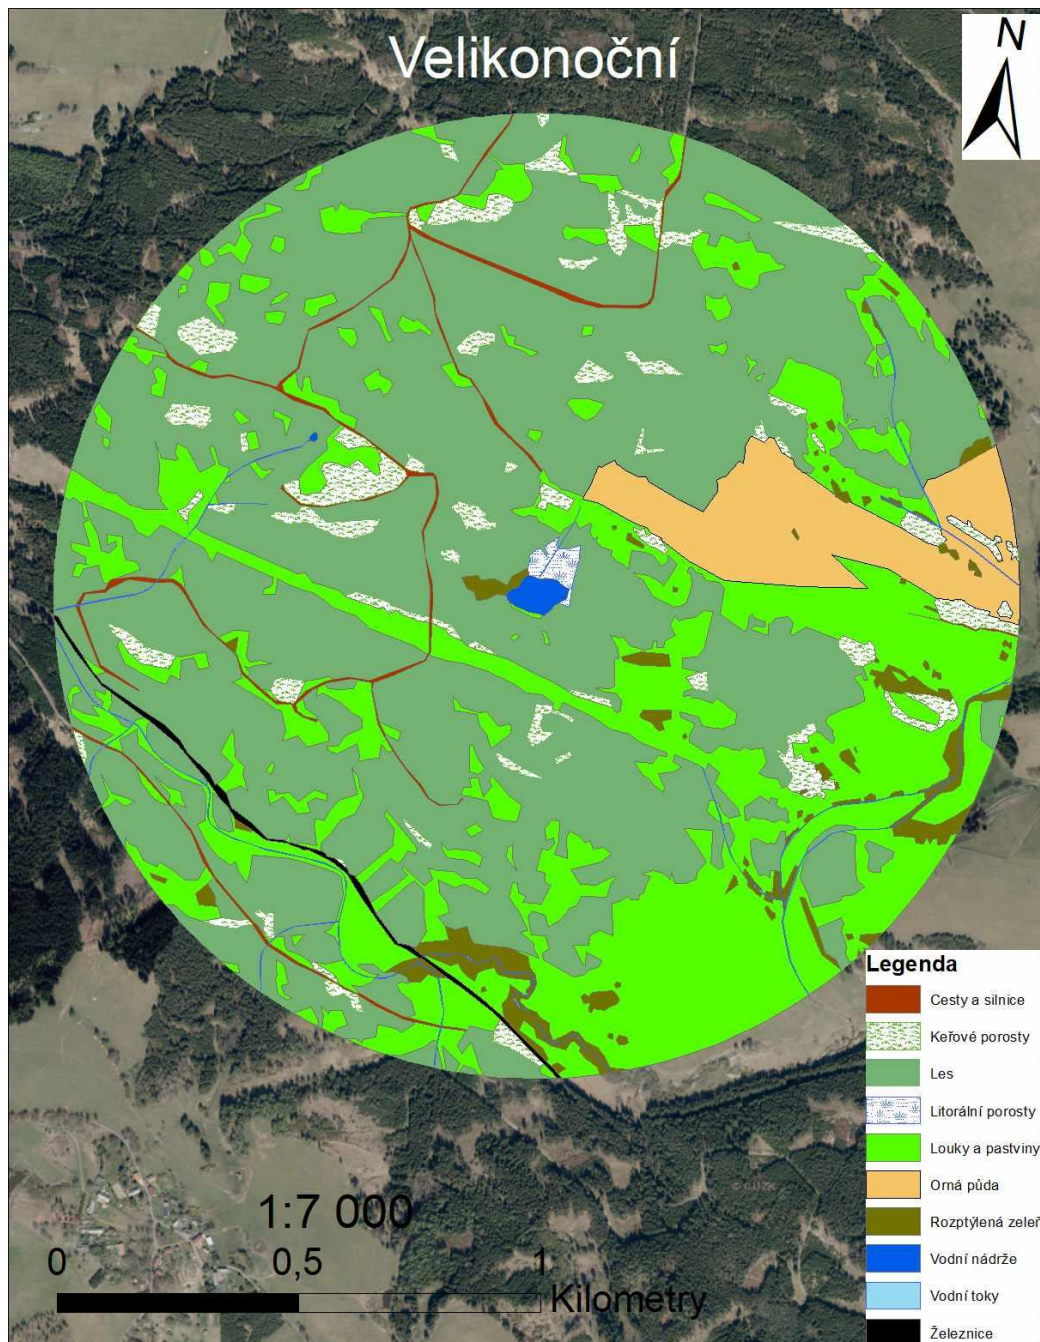 Velikonoční
N
Legenda
Cesty a silnice
Keřové porosty
Les
Litorální porosty
Louky a pastviny
Orná půda
Rozptýlená zeleň
Vodní nádrže
Vodní toky
Železnice
1:7 000
0 0,5 1
Kilometry